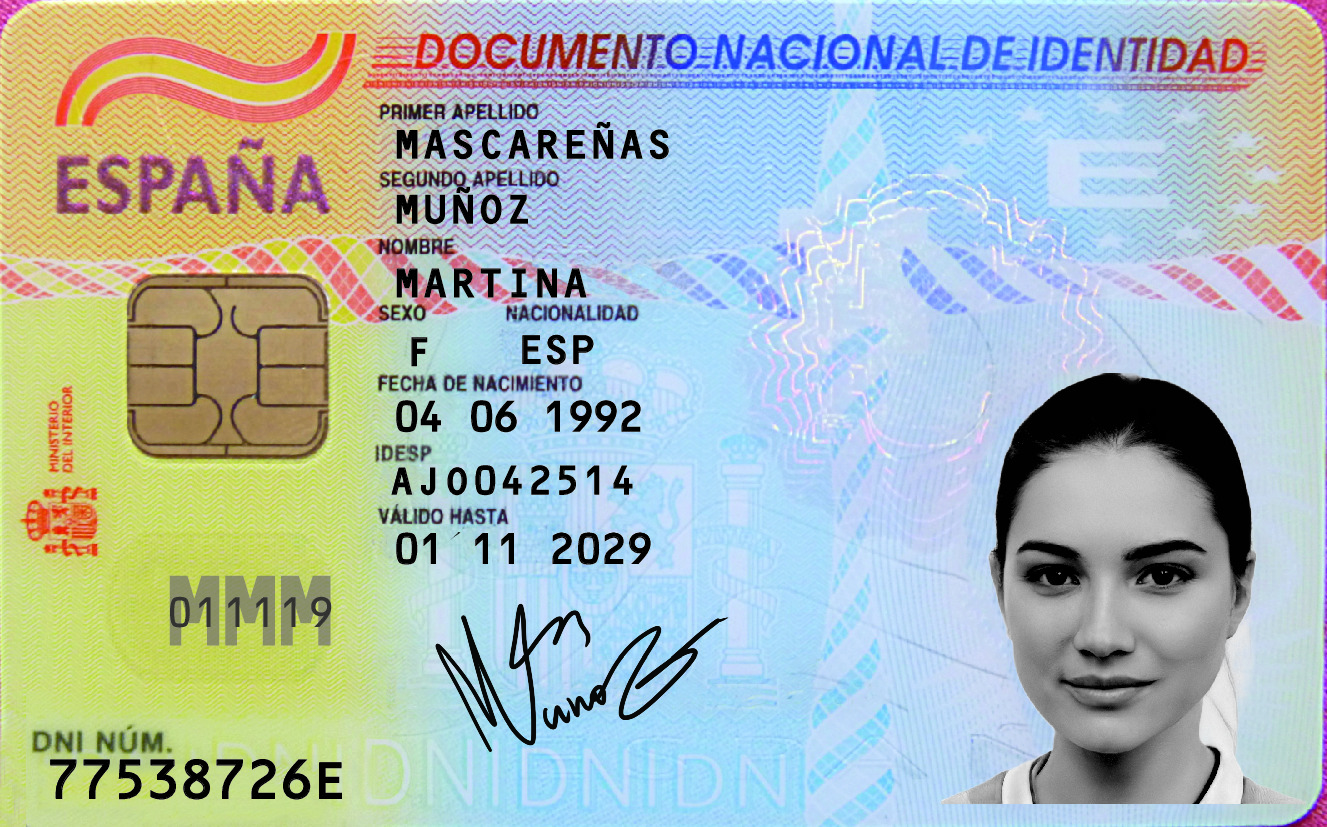 DOCUMENTO NACIONAL DE IDENTIDAD
ESPAÑA
PRIMER APELLIDO
MASCAREÑAS
SEGUNDO APELLIDO
MUÑOZ
NOMBRE
MARTINA
SEXO NACIONALIDAD
F ESP
FECHA DE NACIMIENTO
04 06 1992
IDESP
AJ0042514
VÁLIDO HASTA
01 11 2029
MINISTERIO
DEL INTERIOR
E
MMM
011119
DNI NÚM.
77538726E
DNIDNIDNI